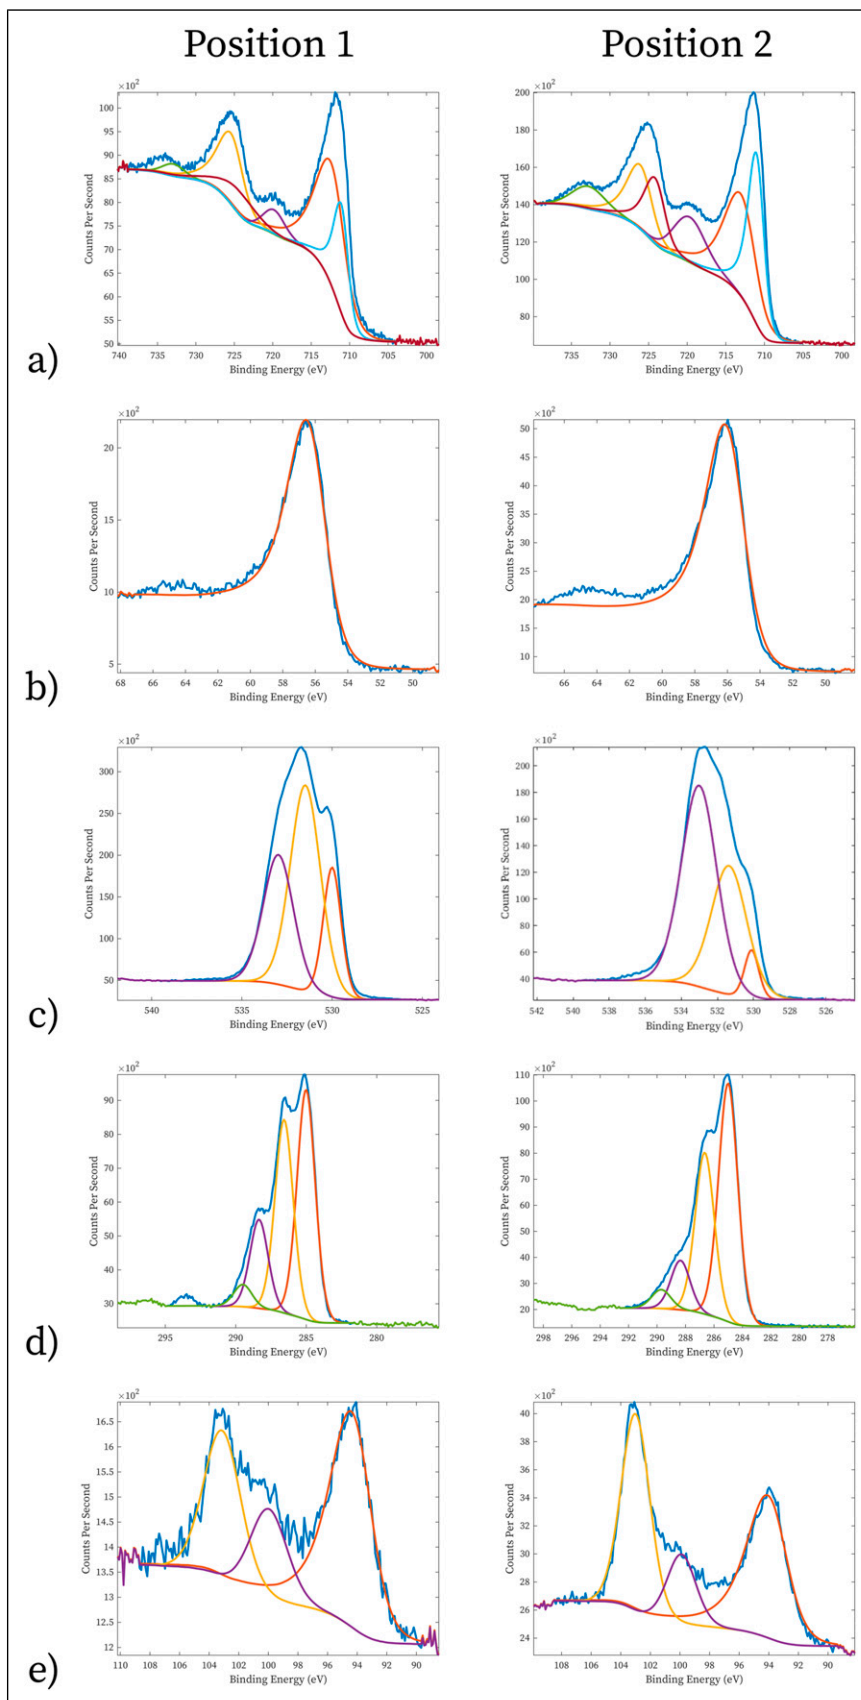 Position 1 Position 2
a)
×10²
100
95
90
85
80
75
70
65
60
55
50
740 735 730 725 720 715 710 705 700
Binding Energy (eV)
Counts Per Second
×10²
200
180
160
140
120
100
80
735 730 725 720 715 710 705 700
Binding Energy (eV)
Counts Per Second
b)
×10²
20
15
10
5
68 66 64 62 60 58 56 54 52 50
Binding Energy (eV)
Counts Per Second
×10²
50
40
30
20
10
66 64 62 60 58 56 54 52 50
Binding Energy (eV)
Counts Per Second
c)
×10²
300
250
200
150
100
50
540 535 530 525
Binding Energy (eV)
Counts Per Second
×10²
200
180
160
140
120
100
80
60
40
542 540 538 536 534 532 530 528 526
Binding Energy (eV)
Counts Per Second
d)
×10²
90
80
70
60
50
40
30
295 290 285 280
Binding Energy (eV)
Counts Per Second
×10²
110
100
90
80
70
60
50
40
30
20
298 296 294 292 290 288 286 284 282 280 278 276
Binding Energy (eV)
Counts Per Second
e)
×10²
16.5
16
15.5
15
14.5
14
13.5
13
12.5
12
110 108 106 104 102 100 98 96 94 92 90
Binding Energy (eV)
Counts Per Second
×10²
40
38
36
34
32
30
28
26
24
108 106 104 102 100 98 96 94 92 90
Binding Energy (eV)
Counts Per Second